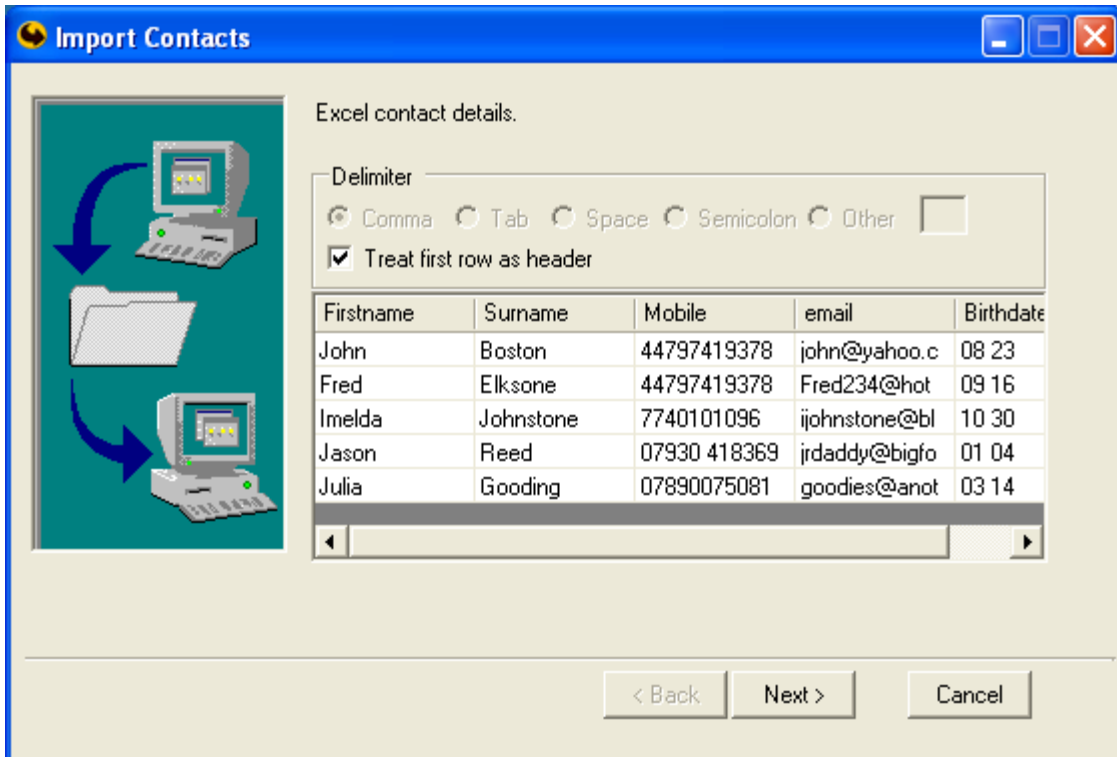 Import Contacts
Excel contact details.
Delimiter
Comma Tab Space Semicolon Other
Treat first row as header
Firstname Surname Mobile email Birthdate
John Boston 44797419378 john@yahoo.c 08 23
Fred Elksone 44797419378 Fred234@hot 09 16
Imelda Johnstone 7740101096 ijohnstone@bl 10 30
Jason Reed 07930 418369 jrdaddy@bigfo 01 04
Julia Gooding 07890075081 goodies@anot 03 14
< Back Next > Cancel